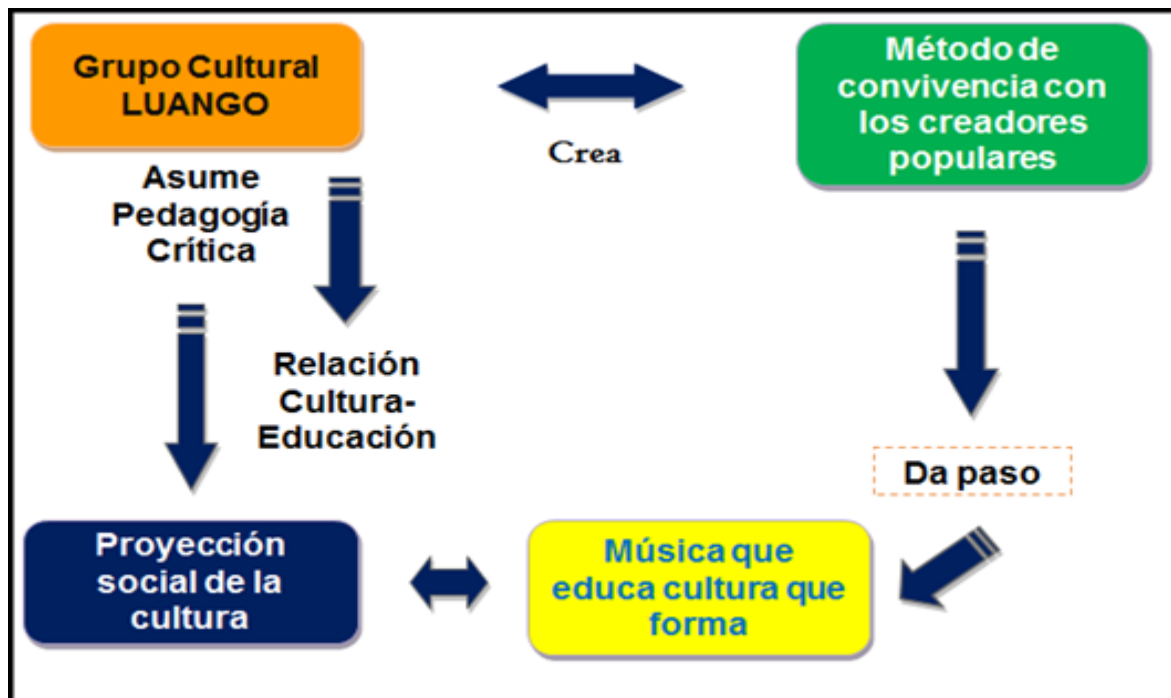 Grupo Cultural
LUANGO
Crea
Método de
convivencia con
los creadores
populares
Asume
Pedagogía
Crítica
Relación
Cultura-
Educación
Da paso
Proyección
social de la
cultura
Música que
educa cultura que
forma